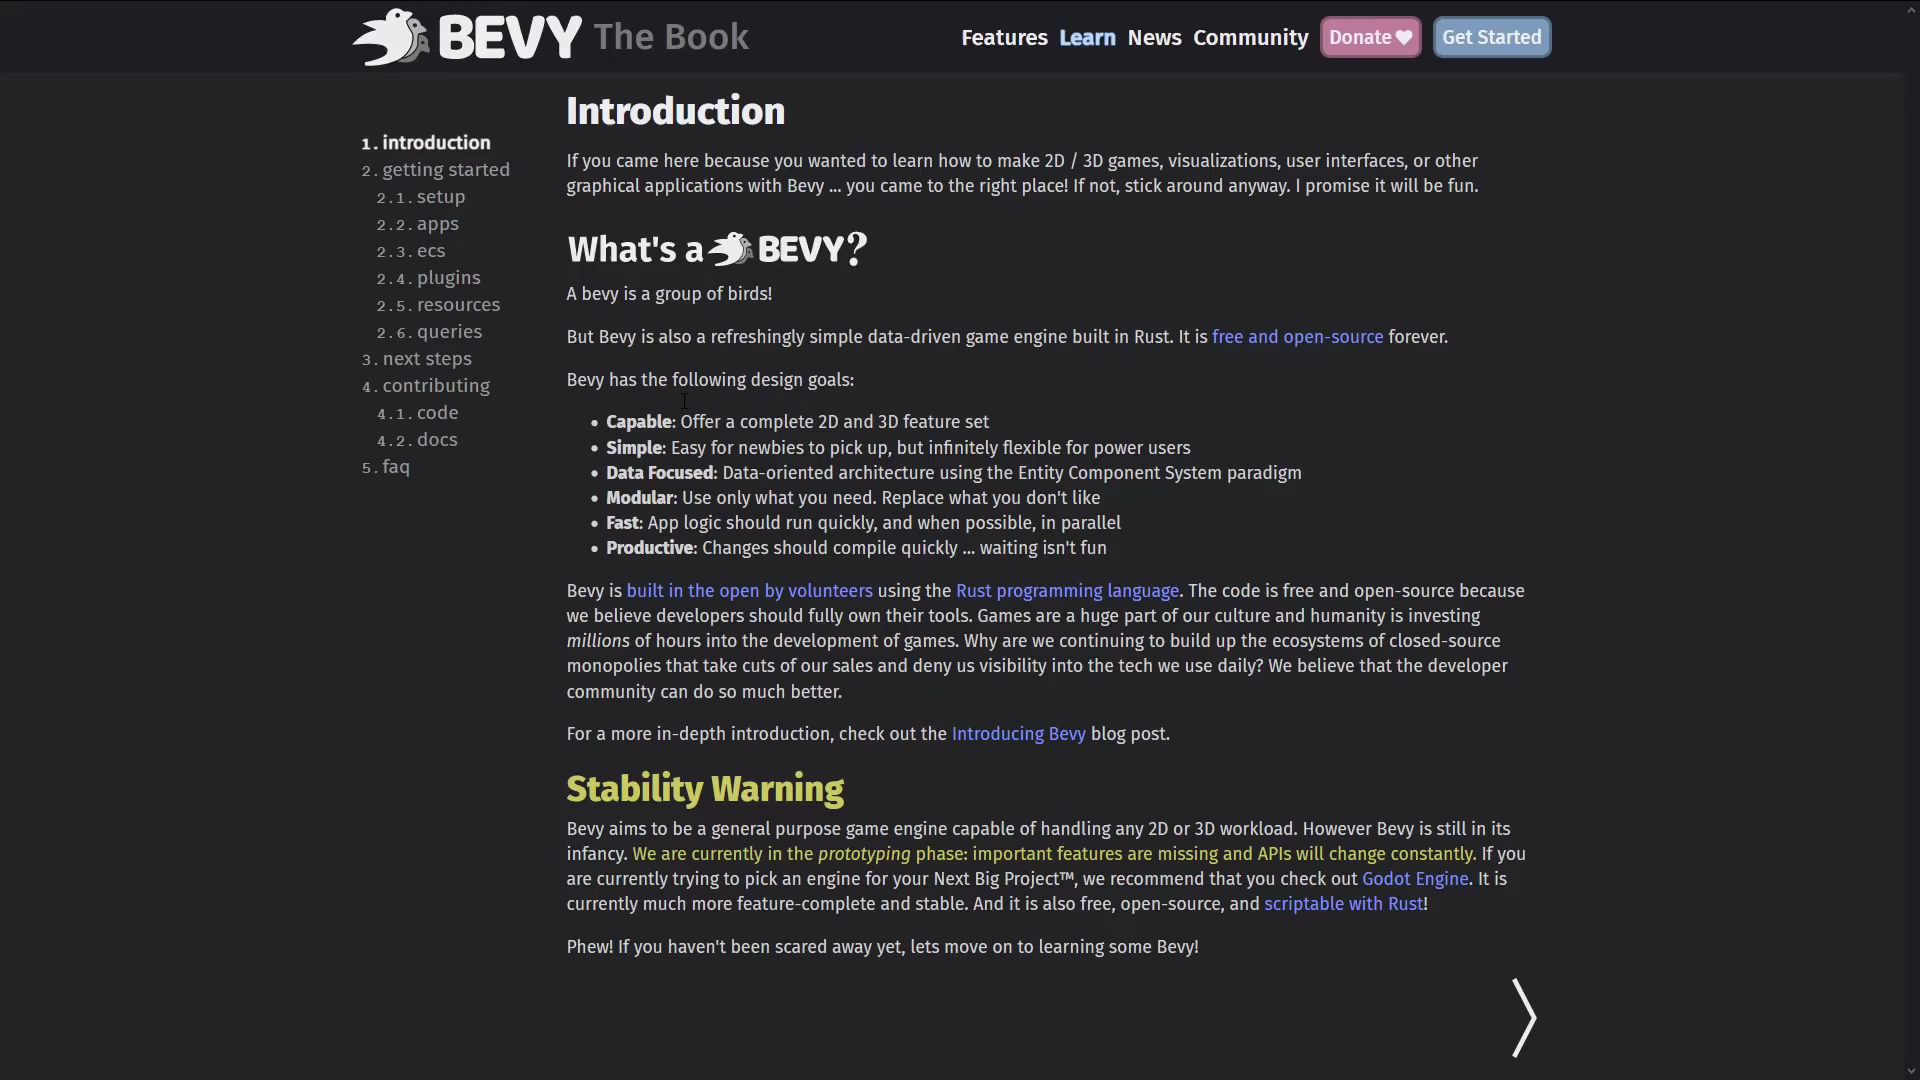 BEVY The Book
Features Learn News Community Donate Get Started
1. introduction
2. getting started
2.1. setup
2.2. apps
2.3. ecs
2.4. plugins
2.5. resources
2.6. queries
3. next steps
4. contributing
4.1. code
4.2. docs
5. faq
Introduction
If you came here because you wanted to learn how to make 2D / 3D games, visualizations, user interfaces, or other
graphical applications with Bevy ... you came to the right place! If not, stick around anyway. I promise it will be fun.
What's a BEVY?
A bevy is a group of birds!
But Bevy is also a refreshingly simple data-driven game engine built in Rust. It is free and open-source forever.
Bevy has the following design goals:
• Capable: Offer a complete 2D and 3D feature set
• Simple: Easy for newbies to pick up, but infinitely flexible for power users
• Data Focused: Data-oriented architecture using the Entity Component System paradigm
• Modular: Use only what you need. Replace what you don't like
• Fast: App logic should run quickly, and when possible, in parallel
• Productive: Changes should compile quickly ... waiting isn't fun
Bevy is built in the open by volunteers using the Rust programming language. The code is free and open-source because
we believe developers should fully own their tools. Games are a huge part of our culture and humanity is investing
millions of hours into the development of games. Why are we continuing to build up the ecosystems of closed-source
monopolies that take cuts of our sales and deny us visibility into the tech we use daily? We believe that the developer
community can do so much better.
For a more in-depth introduction, check out the Introducing Bevy blog post.
Stability Warning
Bevy aims to be a general purpose game engine capable of handling any 2D or 3D workload. However Bevy is still in its
infancy. We are currently in the prototyping phase: important features are missing and APIs will change constantly. If you
are currently trying to pick an engine for your Next Big Project™, we recommend that you check out Godot Engine. It is
currently much more feature-complete and stable. And it is also free, open-source, and scriptable with Rust!
Phew! If you haven't been scared away yet, lets move on to learning some Bevy!